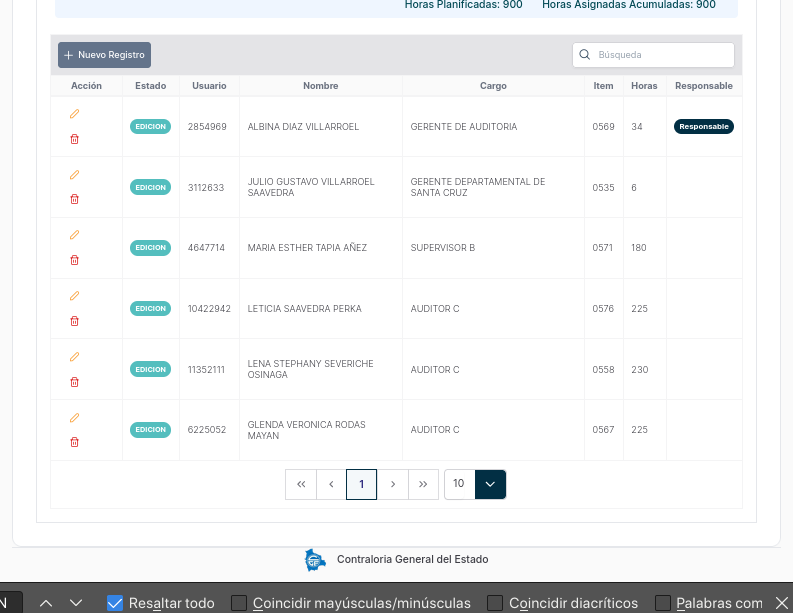 Horas Planificadas: 900 Horas Asignadas Acumuladas: 900
Nuevo Registro
Búsqueda
Acción Estado Usuario Nombre Cargo Item Horas Responsable
EDICION 2854969 ALBINA DIAZ VILLARROEL GERENTE DE AUDITORIA 0569 34 Responsable
EDICION 3112633 JULIO GUSTAVO VILLARROEL SAAVEDRA GERENTE DEPARTAMENTAL DE SANTA CRUZ 0535 6
EDICION 4647714 MARIA ESTHER TAPIA AÑEZ SUPERVISOR B 0571 180
EDICION 10422942 LETICIA SAAVEDRA PERKA AUDITOR C 0576 225
EDICION 11352111 LENA STEPHANY SEVERICHE OSINAGA AUDITOR C 0558 230
EDICION 6225052 GLENDA VERONICA RODAS MAYAN AUDITOR C 0567 225
1 10
Contraloria General del Estado
N Resaltar todo Coincidir mayúsculas/minúsculas Coincidir diacríticos Palabras com